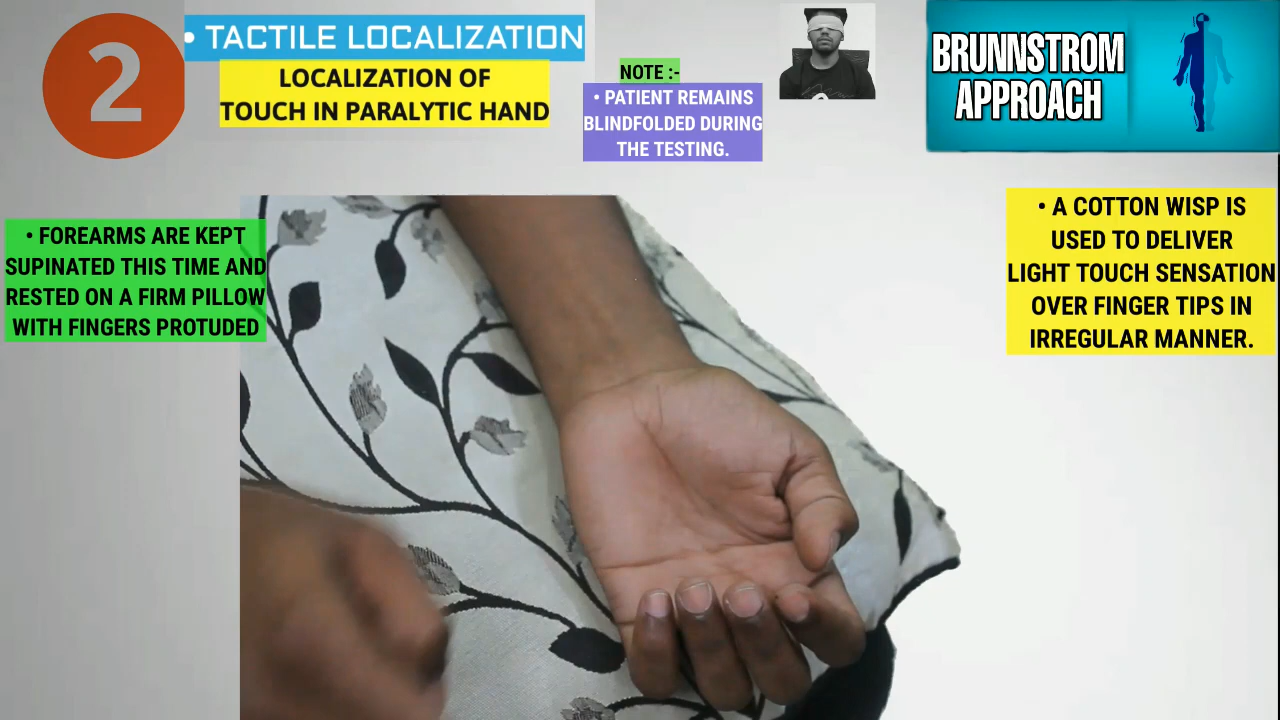 2
• TACTILE LOCALIZATION
LOCALIZATION OF
TOUCH IN PARALYTIC HAND
NOTE :-
• PATIENT REMAINS
BLINDFOLDED DURING
THE TESTING.
BRUNNSTROM
APPROACH
• FOREARMS ARE KEPT
SUPINATED THIS TIME AND
RESTED ON A FIRM PILLOW
WITH FINGERS PROTUDED
• A COTTON WISP IS
USED TO DELIVER
LIGHT TOUCH SENSATION
OVER FINGER TIPS IN
IRREGULAR MANNER.